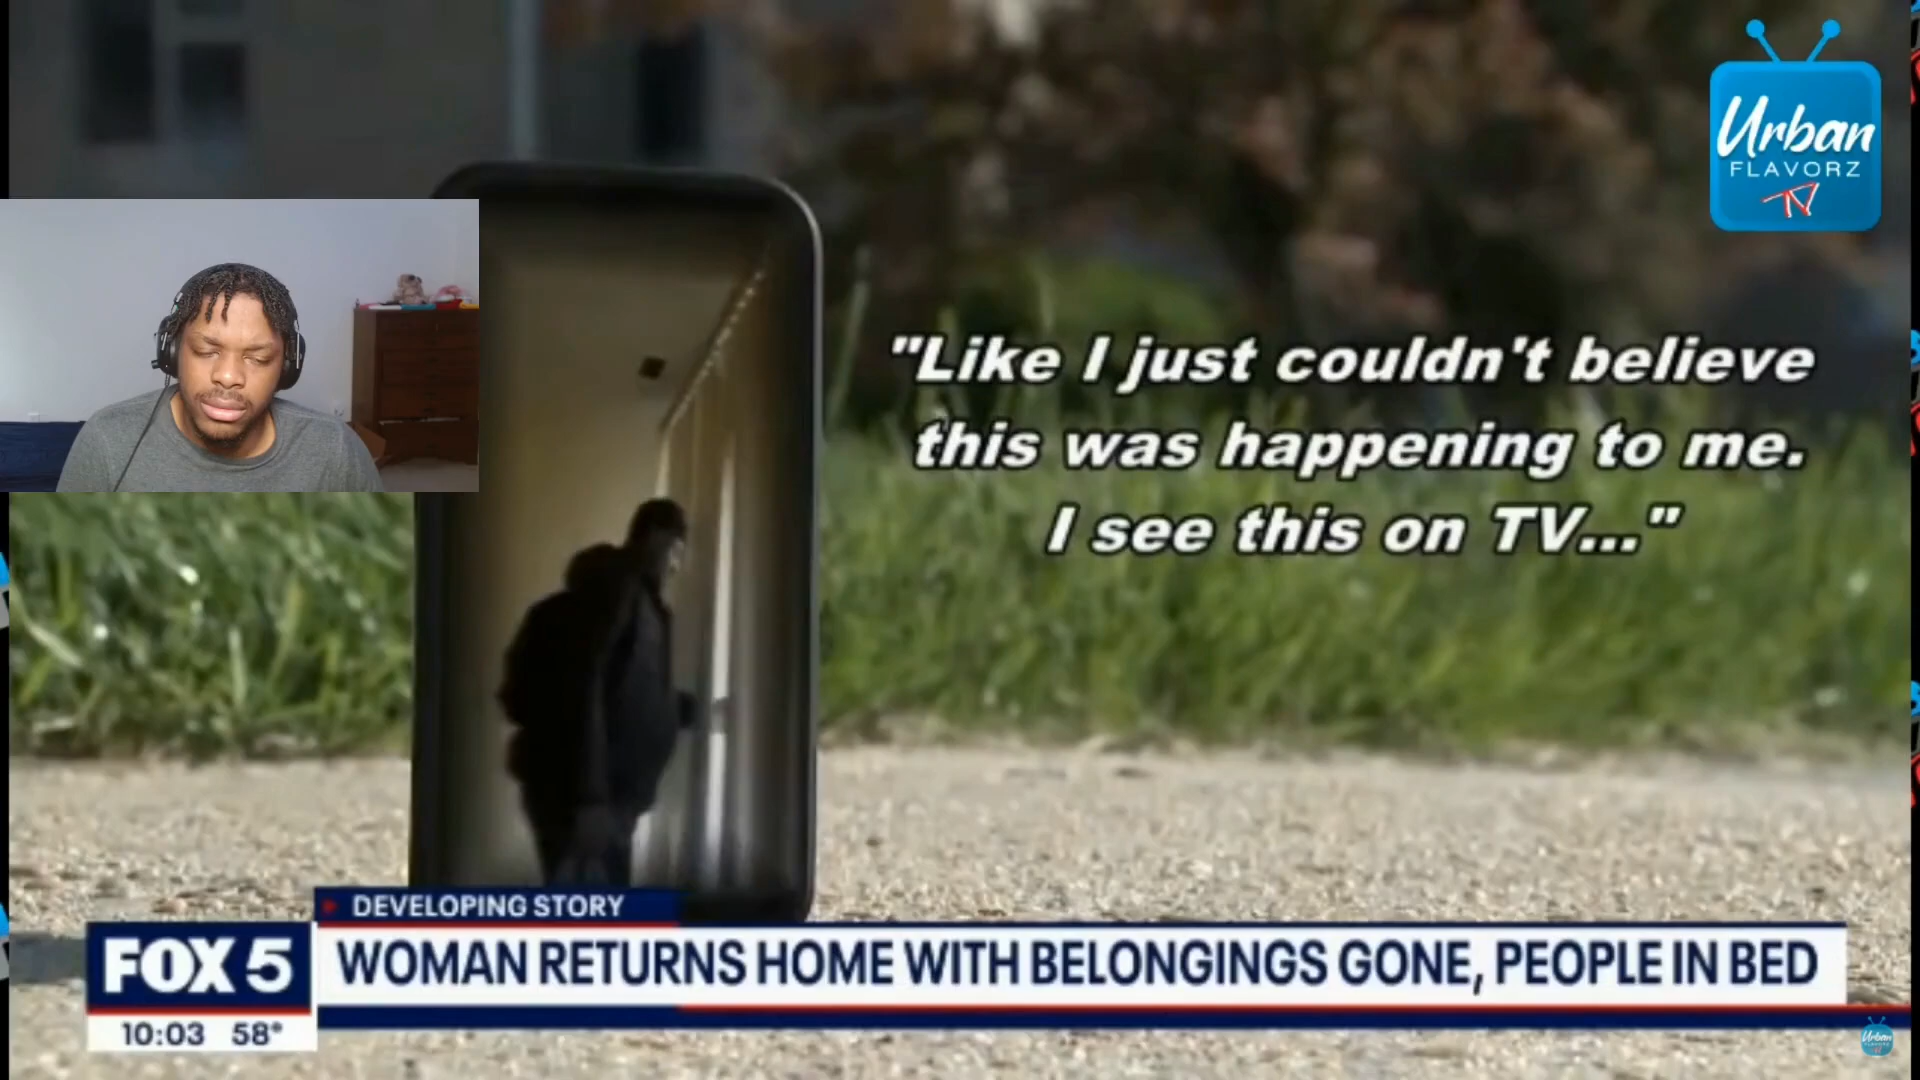 Urban
FLAVORZ
TV
"Like I just couldn't believe
this was happening to me.
I see this on TV..."
DEVELOPING STORY
FOX 5
WOMAN RETURNS HOME WITH BELONGINGS GONE, PEOPLE IN BED
10:03 58°
Urban